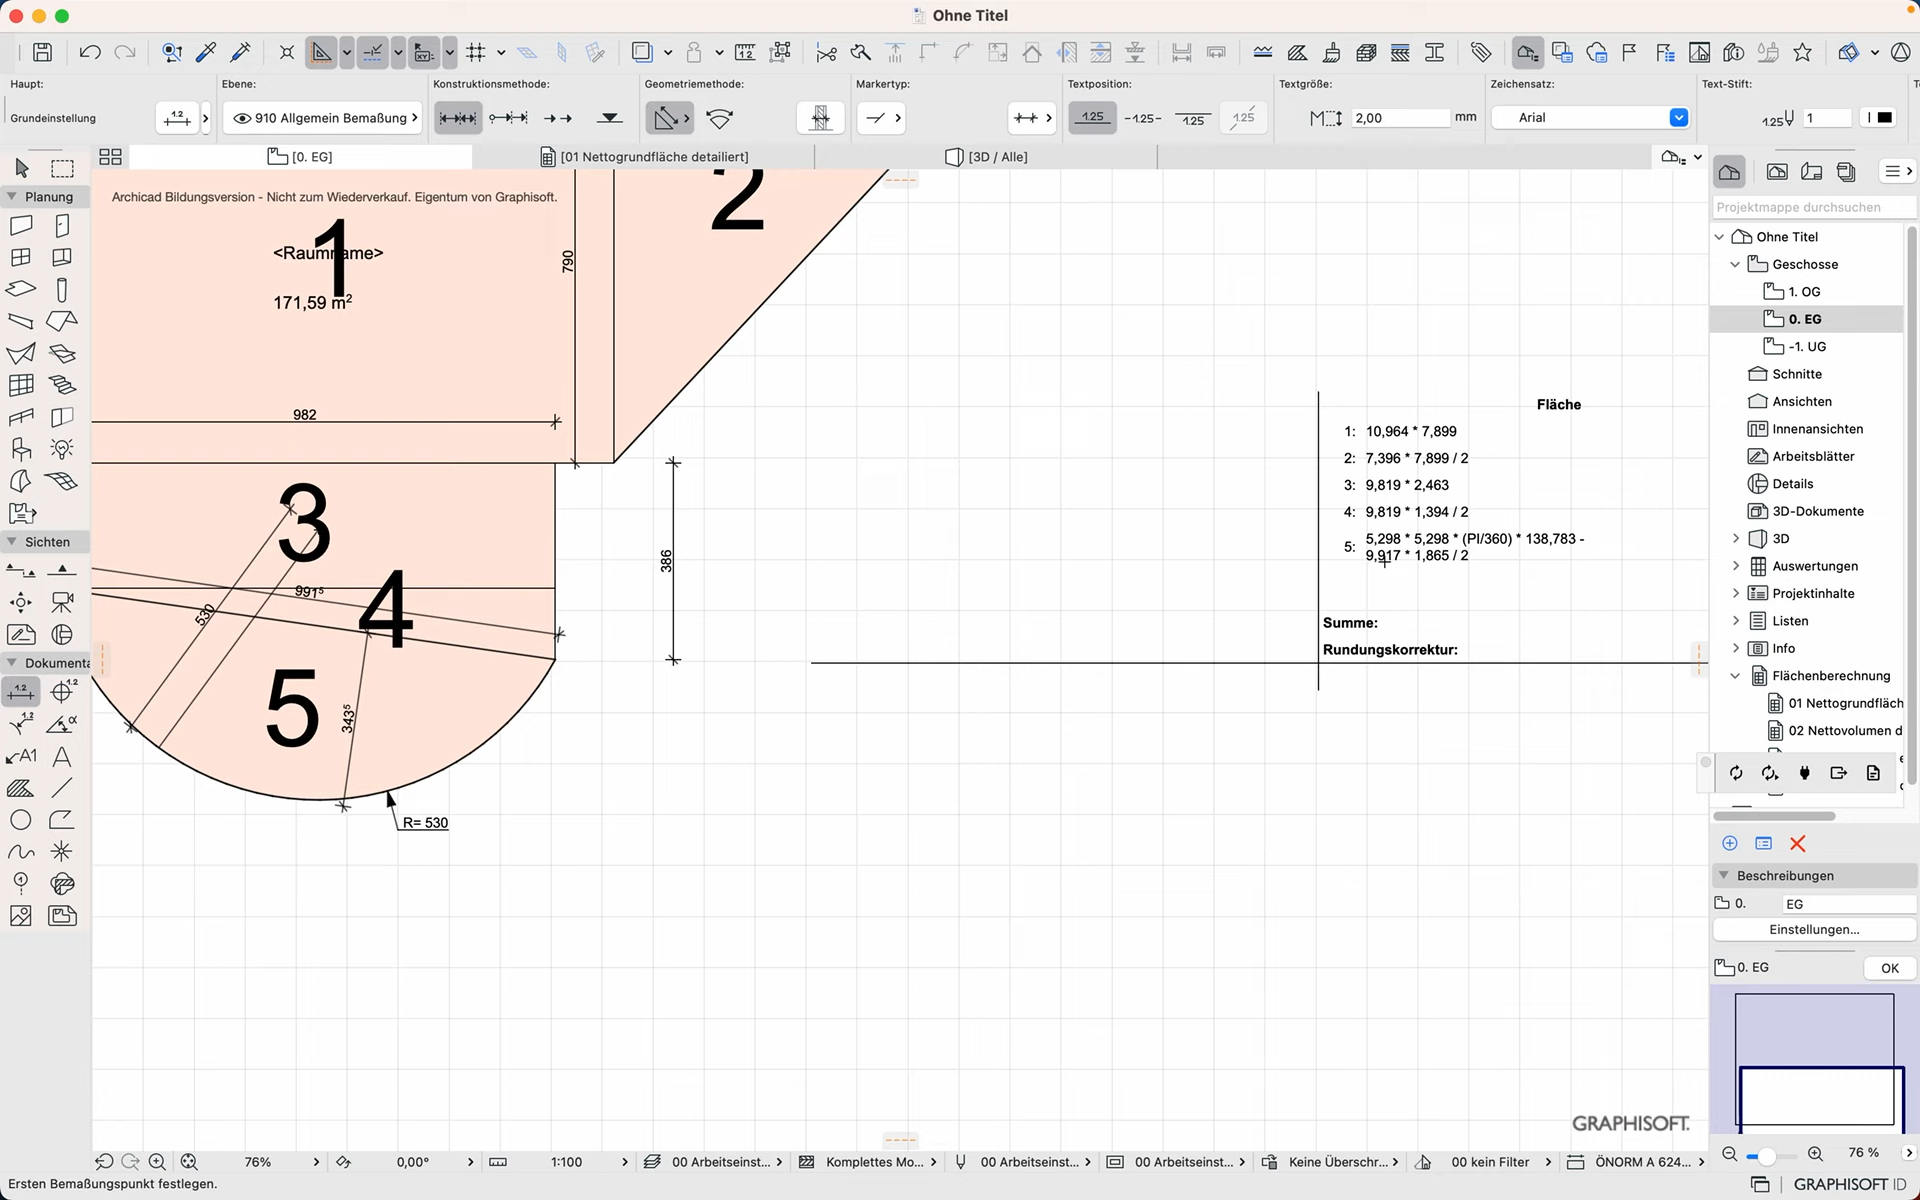 Ohne Titel
Haupt:
Ebene:
Konstruktionsmethode:
Geometriemethode:
Markertyp:
Textposition:
Textgröße:
Zeichensatz:
Text-Stift:
Grundeinstellung
910 Allgemein Bemaßung
2,00 mm
Arial
1
[0. EG]
[01 Nettogrundfläche detailiert]
[3D / Alle]
Planung
Sichten
Dokumenta
Archicad Bildungsversion - Nicht zum Wiederverkauf. Eigentum von Graphisoft.
1
<Raumname>
171,59 m²
2
790
982
3
386
991⁵
4
530
5
343⁵
R= 530
Fläche
1: 10,964 * 7,899
2: 7,396 * 7,899 / 2
3: 9,819 * 2,463
4: 9,819 * 1,394 / 2
5: 5,298 * 5,298 * (PI/360) * 138,783 -
9,917 * 1,865 / 2
Summe:
Rundungskorrektur:
GRAPHISOFT.
Projektmappe durchsuchen
Ohne Titel
Geschosse
1. OG
0. EG
-1. UG
Schnitte
Ansichten
Innenansichten
Arbeitsblätter
Details
3D-Dokumente
3D
Auswertungen
Projektinhalte
Listen
Info
Flächenberechnung
01 Nettogrundfläch
02 Nettovolumen d
Beschreibungen
0. EG
Einstellungen...
0. EG
OK
76 %
76%
0,00°
1:100
00 Arbeitseinst...
Komplettes Mo...
00 Arbeitseinst...
00 Arbeitseinst...
Keine Überschr...
00 kein Filter
ÖNORM A 624...
Ersten Bemaßungspunkt festlegen.
GRAPHISOFT ID